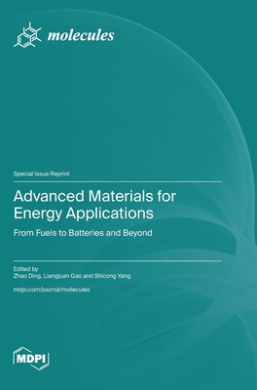 molecules
Special Issue Reprint
Advanced Materials for
Energy Applications
From Fuels to Batteries and Beyond
Edited by
Zhao Ding, Liangjuan Gao and Shicong Yang
mdpi.com/journal/molecules
MDPI